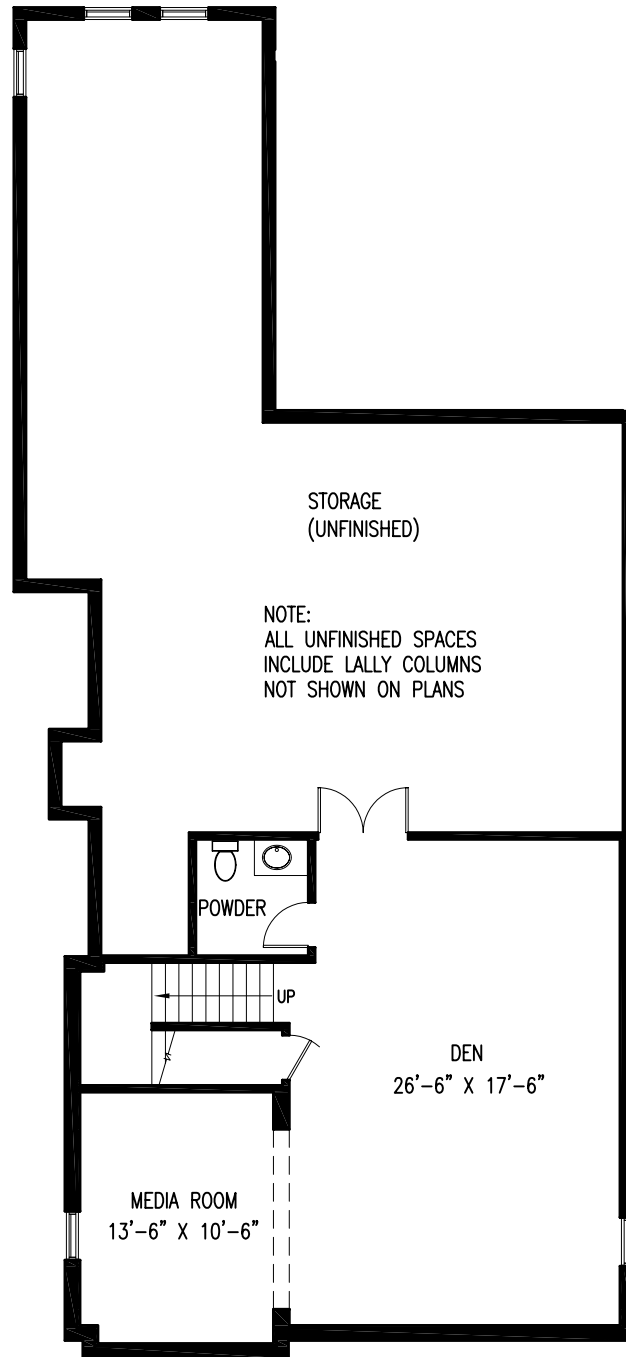 STORAGE
(UNFINISHED)
NOTE:
ALL UNFINISHED SPACES
INCLUDE LALLY COLUMNS
NOT SHOWN ON PLANS
POWDER
UP
DEN
26'-6" X 17'-6"
MEDIA ROOM
13'-6" X 10'-6"